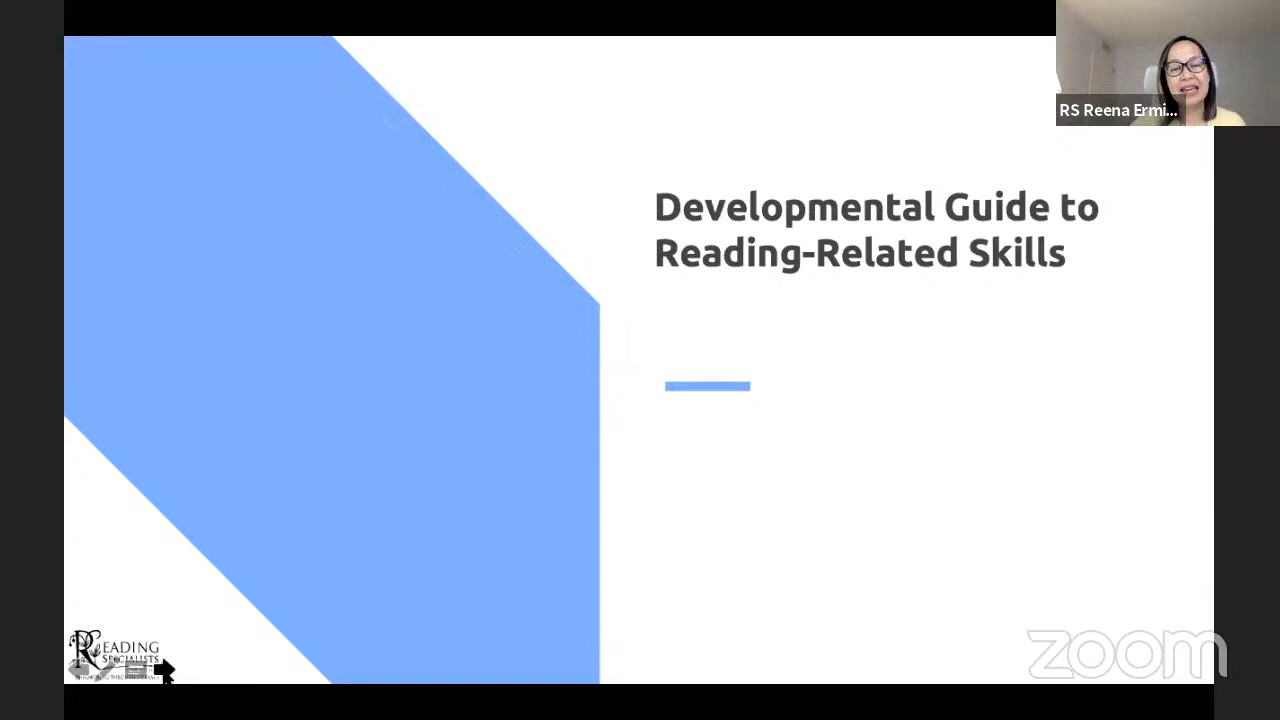 RS Reena Ermi...
Developmental Guide to
Reading-Related Skills
READING
SPECIALISTS
zoom